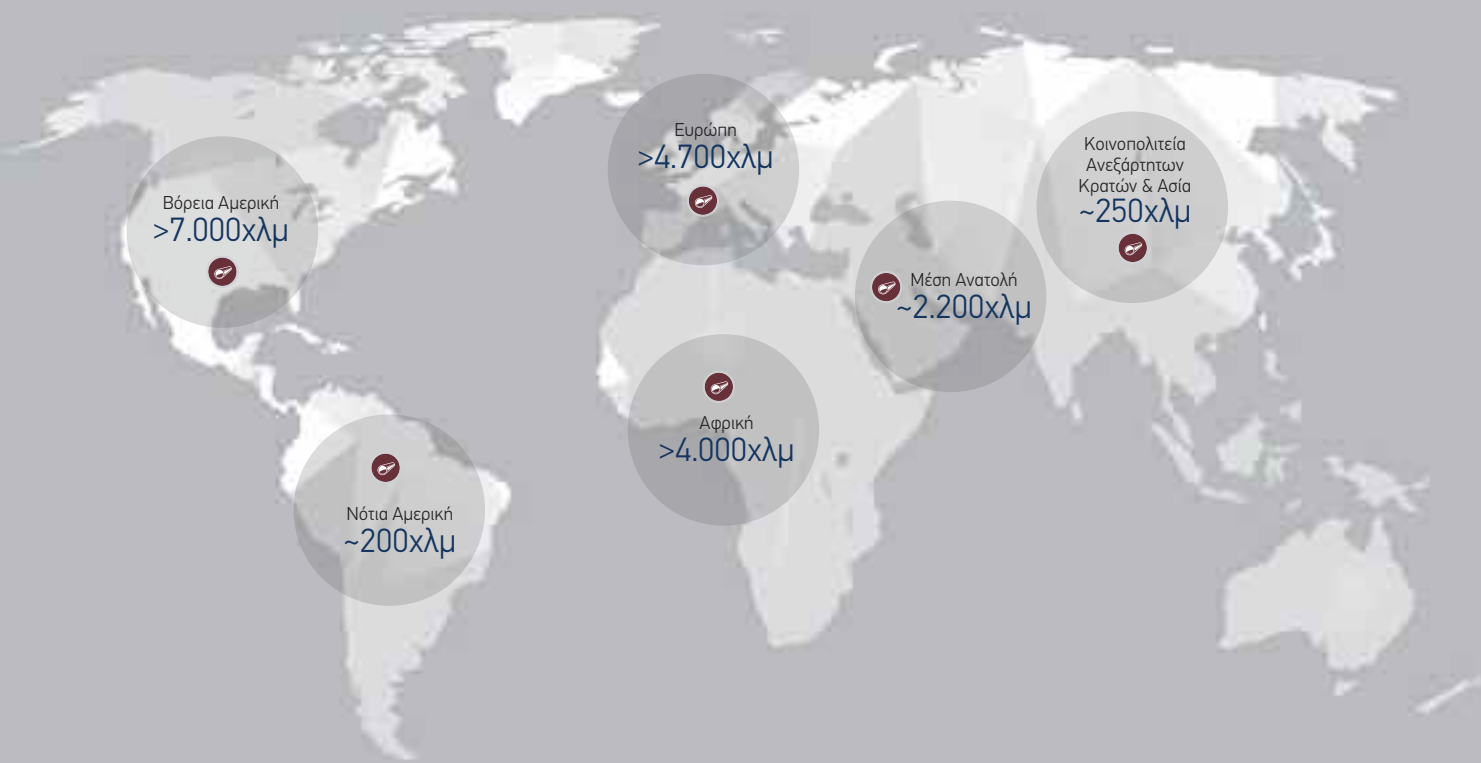 Ευρώπη
>4.700χλμ
Κοινοπολιτεία
Ανεξάρτητων
Κρατών & Ασία
~250χλμ
Βόρεια Αμερική
>7.000χλμ
Μέση Ανατολή
~2.200χλμ
Αφρική
>4.000χλμ
Νότια Αμερική
~200χλμ